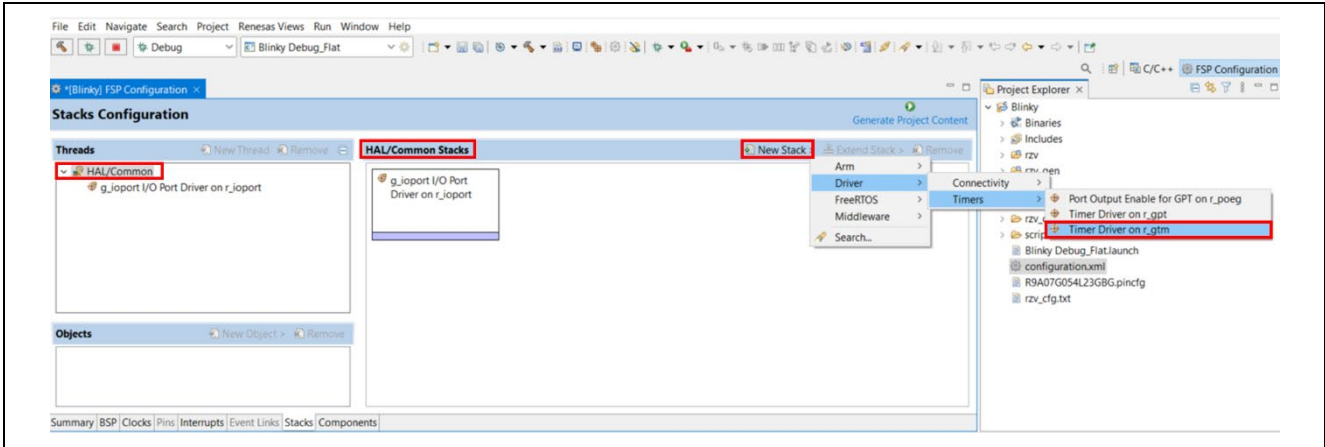 File Edit Navigate Search Project Renesas Views Run Window Help
Debug
Blinky Debug_Flat
C/C++
FSP Configuration
*[Blinky] FSP Configuration
Project Explorer
Stacks Configuration
Generate Project Content
Threads
New Thread
Remove
HAL/Common
g_ioport I/O Port Driver on r_ioport
HAL/Common Stacks
New Stack >
Extend Stack >
Remove
g_ioport I/O Port
Driver on r_ioport
Arm >
Driver >
FreeRTOS >
Middleware >
Search...
Connectivity >
Timers >
Port Output Enable for GPT on r_poeg
Timer Driver on r_gpt
Timer Driver on r_gtm
Blinky
Binaries
Includes
rzv
rzv_gen
Blinky Debug_Flat.launch
configuration.xml
R9A07G054L23GBG.pincfg
rzv_cfg.txt
Objects
New Object >
Remove
Summary BSP Clocks Pins Interrupts Event Links Stacks Components